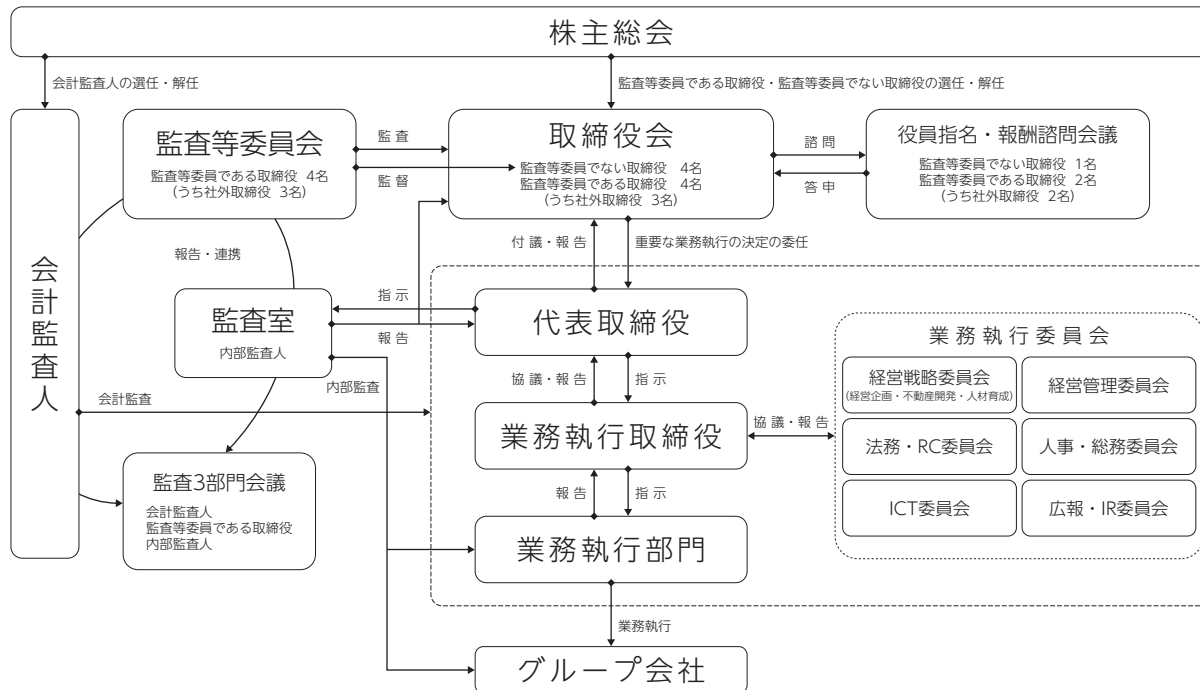 株主総会
会計監査人の選任・解任
監査等委員である取締役・監査等委員でない取締役の選任・解任
会計監査人
監査等委員会
監査等委員である取締役 4名
(うち社外取締役 3名)
監査
監督
取締役会
監査等委員でない取締役 4名
監査等委員である取締役 4名
(うち社外取締役 3名)
諮問
答申
役員指名・報酬諮問会議
監査等委員でない取締役 1名
監査等委員である取締役 2名
(うち社外取締役 2名)
報告・連携
付議・報告
重要な業務執行の決定の委任
監査室
内部監査人
指示
報告
代表取締役
内部監査
会計監査
協議・報告
指示
業務執行取締役
協議・報告
業務執行委員会
経営戦略委員会
(経営企画・不動産開発・人材育成)
経営管理委員会
法務・RC委員会
人事・総務委員会
ICT委員会
広報・IR委員会
監査3部門会議
会計監査人
監査等委員である取締役
内部監査人
報告
指示
業務執行部門
業務執行
グループ会社